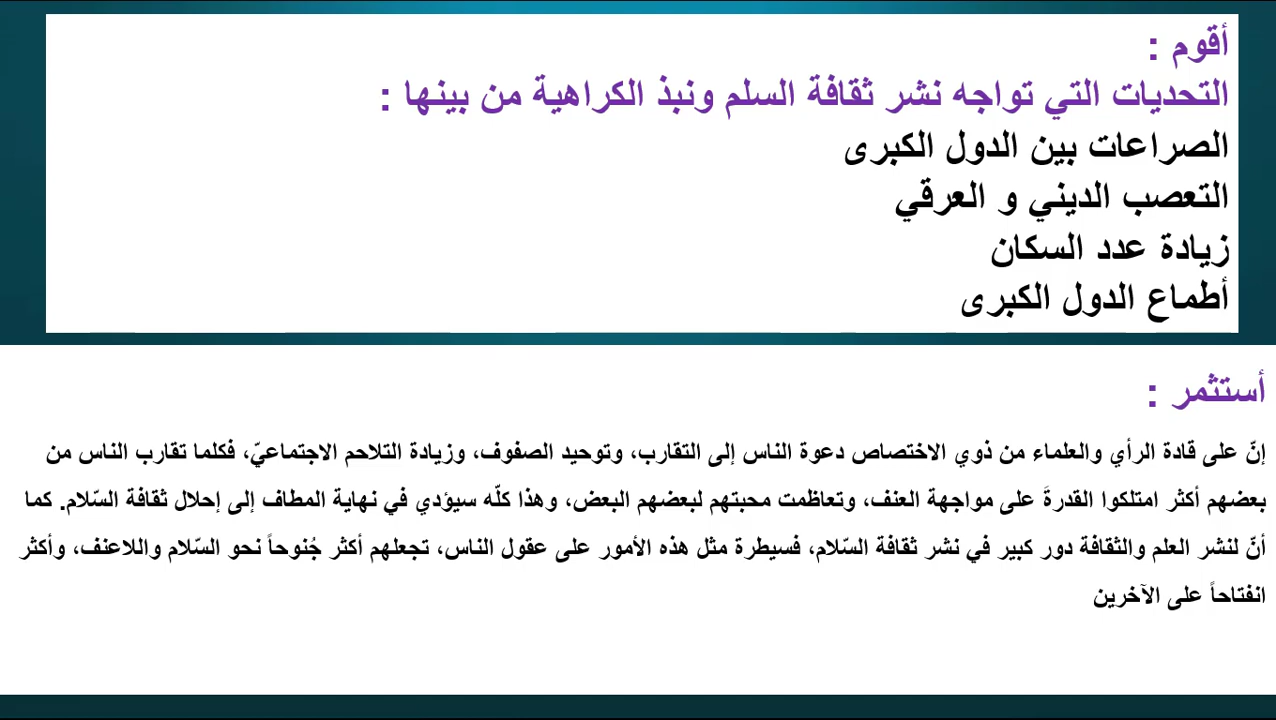 أقوم :
التحديات التي تواجه نشر ثقافة السلم ونبذ الكراهية من بينها :
الصراعات بين الدول الكبرى
التعصب الديني و العرقي
زيادة عدد السكان
أطماع الدول الكبرى
أستثمر :
إنّ على قادة الرأي والعلماء من ذوي الاختصاص دعوة الناس إلى التقارب، وتوحيد الصفوف، وزيادة التلاحم الاجتماعيّ، فكلما تقارب الناس من
بعضهم أكثر امتلكوا القدرةَ على مواجهة العنف، وتعاظمت محبتهم لبعضهم البعض، وهذا كلّه سيؤدي في نهاية المطاف إلى إحلال ثقافة السّلام. كما
أنّ لنشر العلم والثقافة دور كبير في نشر ثقافة السّلام، فسيطرة مثل هذه الأمور على عقول الناس، تجعلهم أكثر جُنوحاً نحو السّلام واللاعنف، وأكثر
انفتاحاً على الآخرين